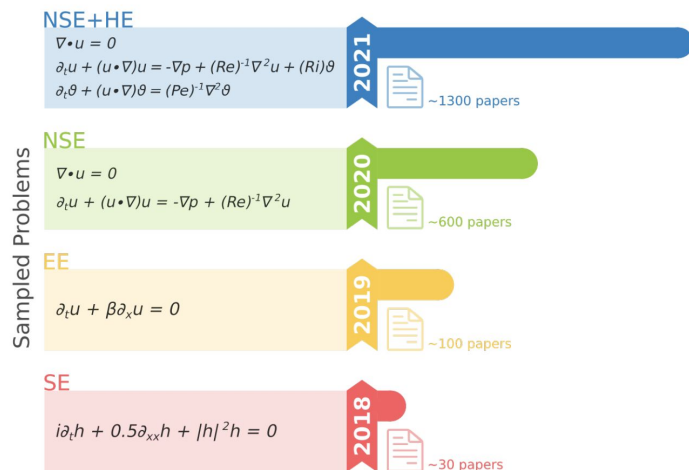 Sampled Problems
NSE+HE
∇•u = 0
∂ₜu + (u•∇)u = -∇p + (Re)⁻¹∇²u + (Ri)ϑ
∂ₜϑ + (u•∇)ϑ = (Pe)⁻¹∇²ϑ
2021
~1300 papers
NSE
∇•u = 0
∂ₜu + (u•∇)u = -∇p + (Re)⁻¹∇²u
2020
~600 papers
EE
∂ₜu + β∂ₓu = 0
2019
~100 papers
SE
i∂ₜh + 0.5∂ₓₓh + |h|²h = 0
2018
~30 papers